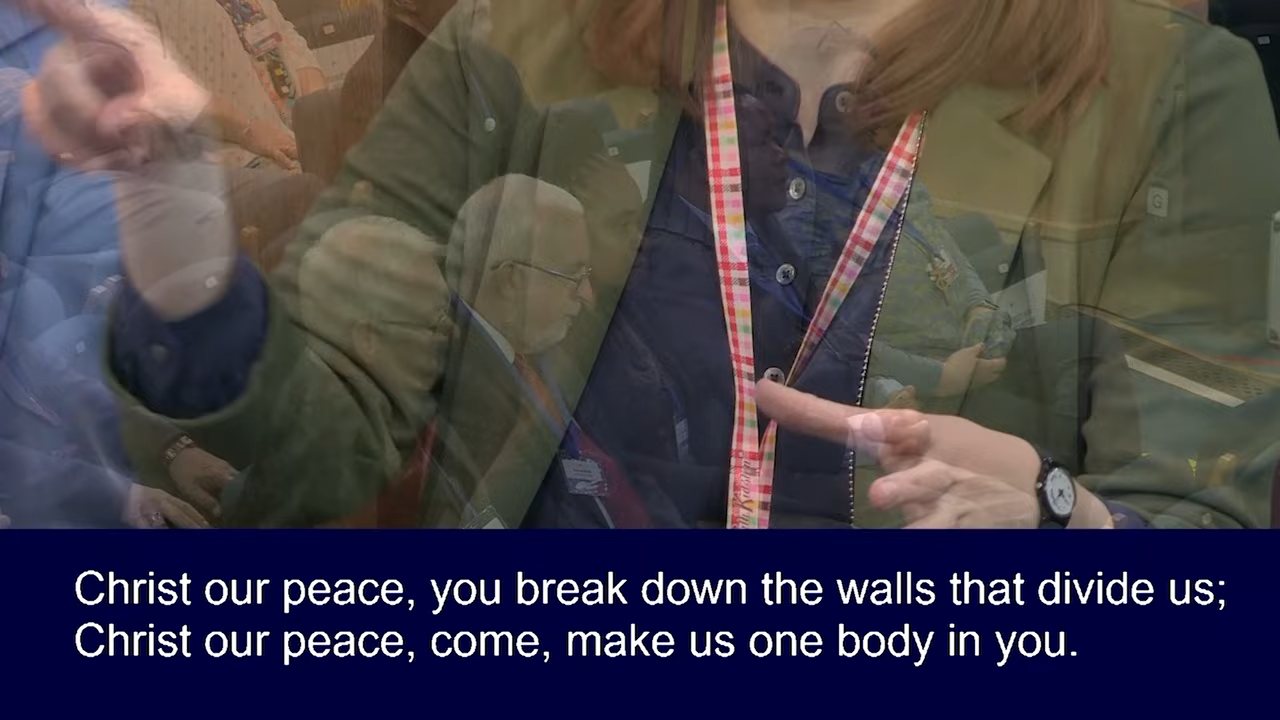 Christ our peace, you break down the walls that divide us;
Christ our peace, come, make us one body in you.